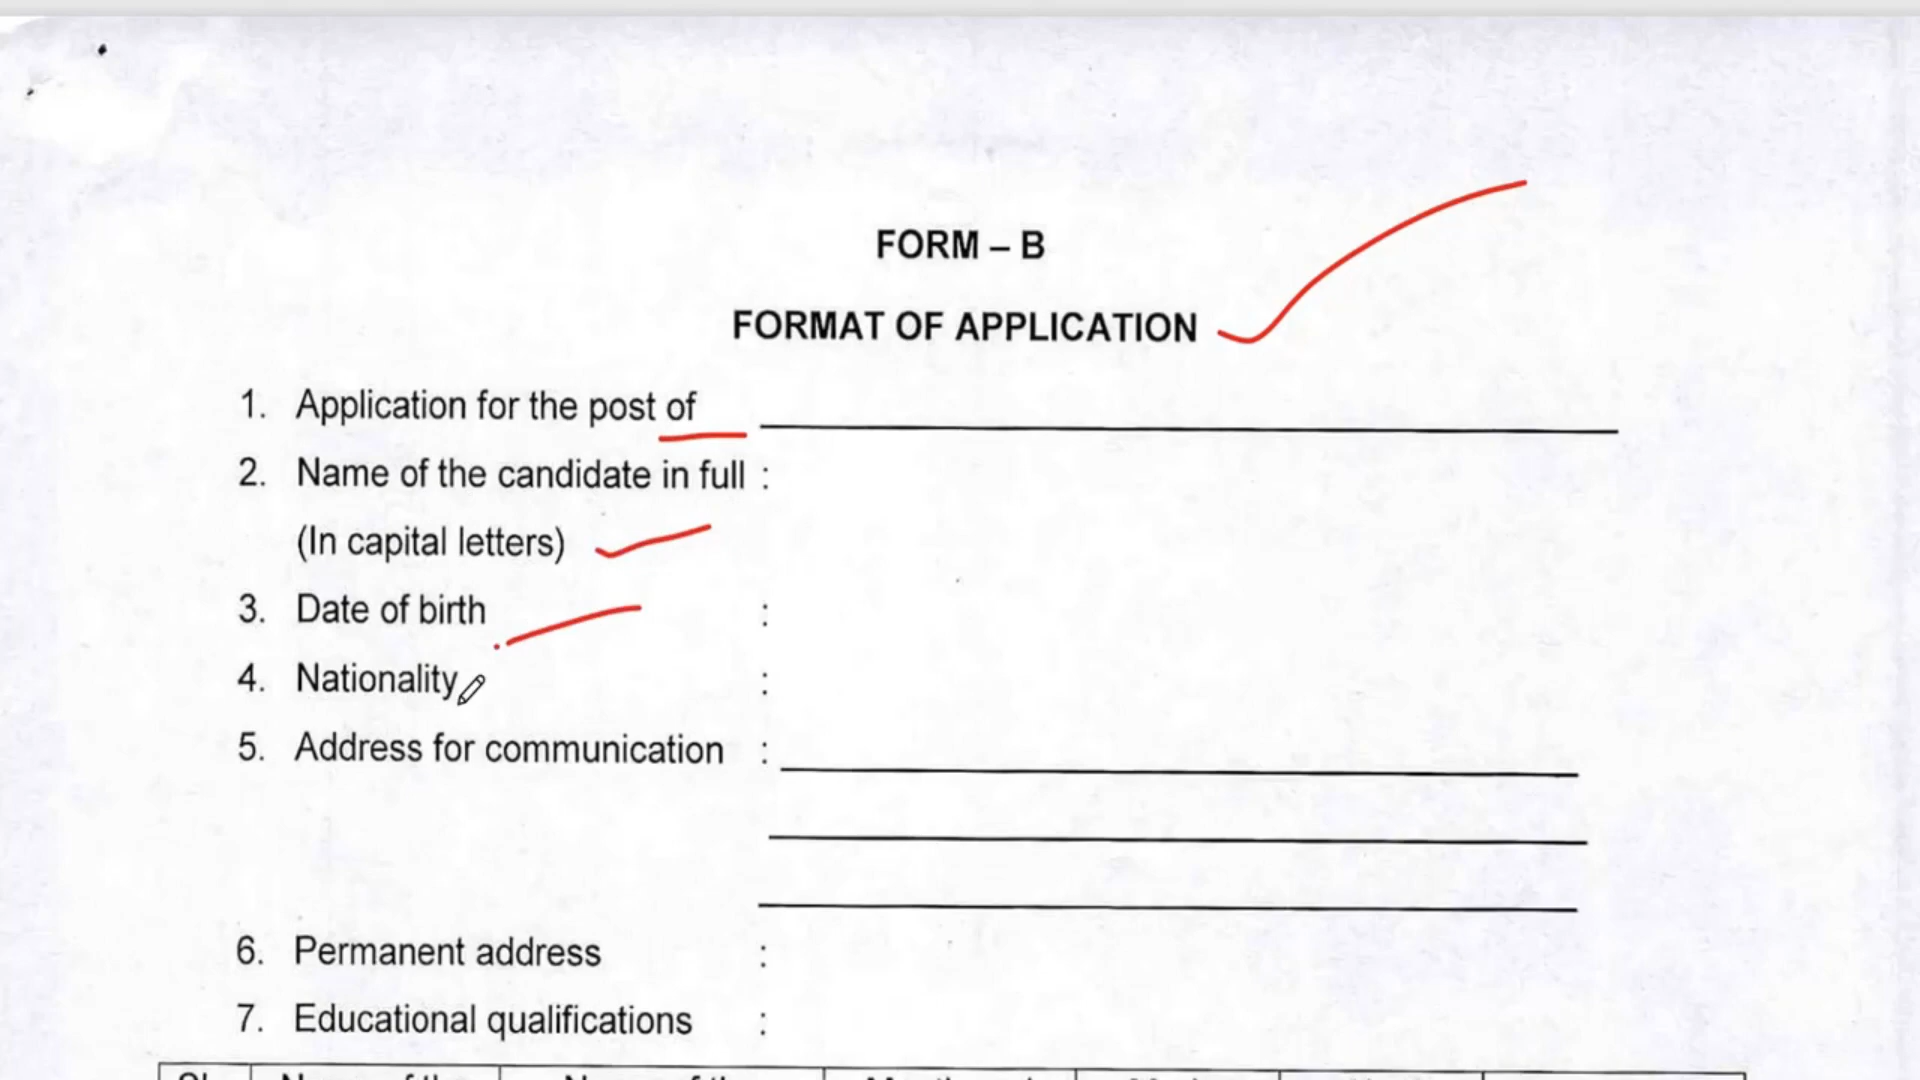 FORM – B
FORMAT OF APPLICATION
1. Application for the post of
2. Name of the candidate in full :
(In capital letters)
3. Date of birth :
4. Nationality :
5. Address for communication :
6. Permanent address :
7. Educational qualifications :